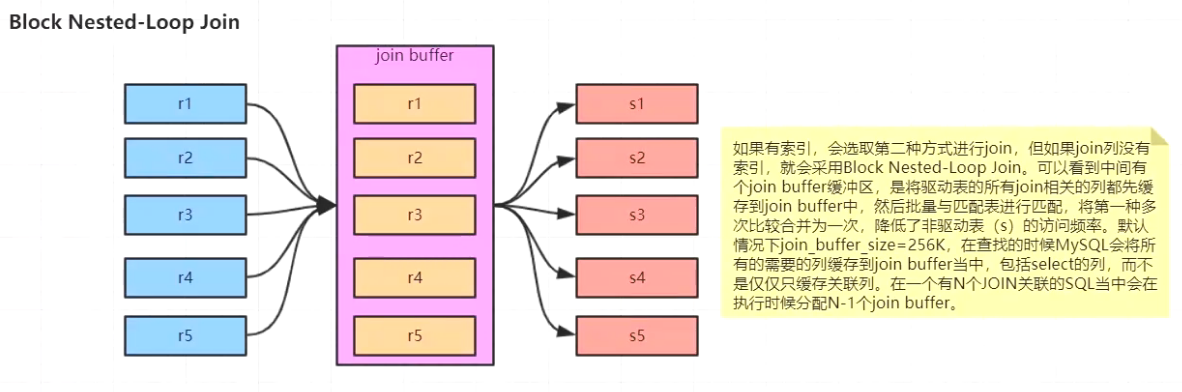 Block Nested-Loop Join
join buffer
r1
r1
s1
r2
r2
s2
r3
r3
s3
r4
r4
s4
r5
r5
s5
如果有索引，会选取第二种方式进行join，但如果join列没有
索引，就会采用Block Nested-Loop Join。可以看到中间有
个join buffer缓冲区，是将驱动表的所有join相关的列都先缓
存到join buffer中，然后批量与匹配表进行匹配，将第一种多
次比较合并为一次，降低了非驱动表（s）的访问频率。默认
情况下join_buffer_size=256K，在查找的时候MySQL会将所
有的需要的列缓存到join buffer当中，包括select的列，而不
是仅仅只缓存关联列。在一个有N个JOIN关联的SQL当中会在
执行时候分配N-1个join buffer。